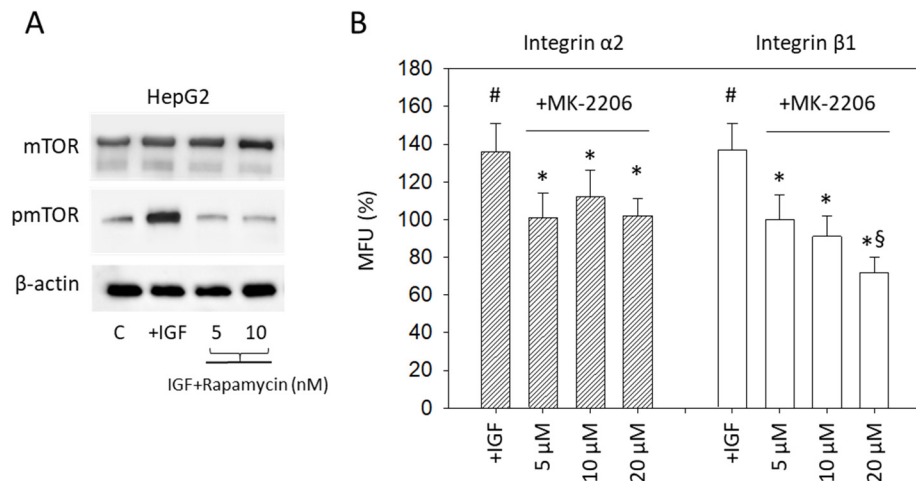 A
HepG2
mTOR
pmTOR
β-actin
C +IGF 5 10
IGF+Rapamycin (nM)
B
Integrin α2 Integrin β1
MFU (%)
180
160
140
120
100
80
60
40
20
0
# +MK-2206 # +MK-2206
* * * * * *§
+IGF 5 µM 10 µM 20 µM +IGF 5 µM 10 µM 20 µM